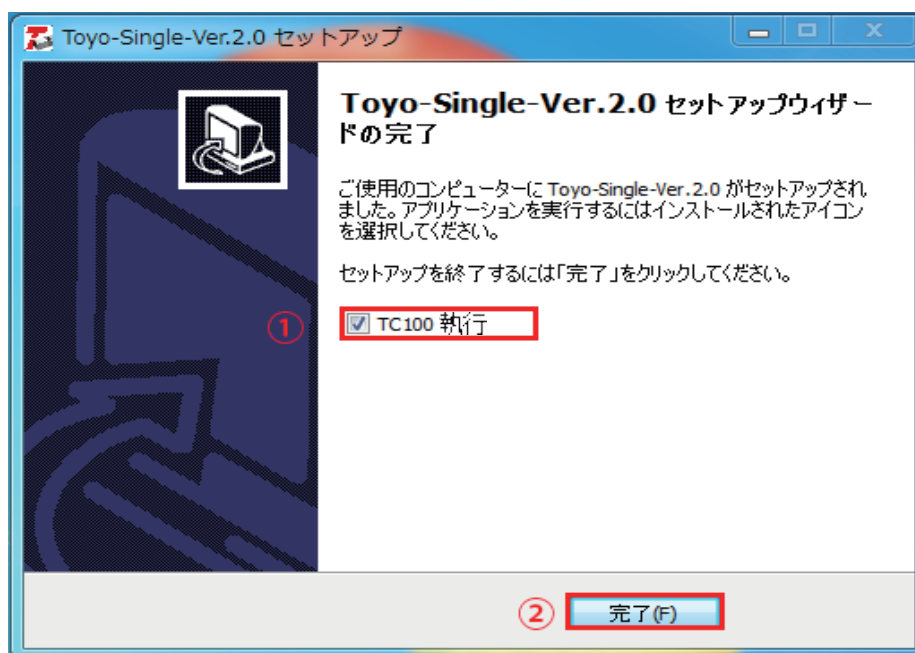 Toyo-Single-Ver.2.0 セットアップ
Toyo-Single-Ver.2.0 セットアップウィザー
ドの完了
ご使用のコンピューターに Toyo-Single-Ver.2.0 がセットアップされ
ました。アプリケーションを実行するにはインストールされたアイコン
を選択してください。
セットアップを終了するには「完了」をクリックしてください。
① TC100 執行
② 完了(F)